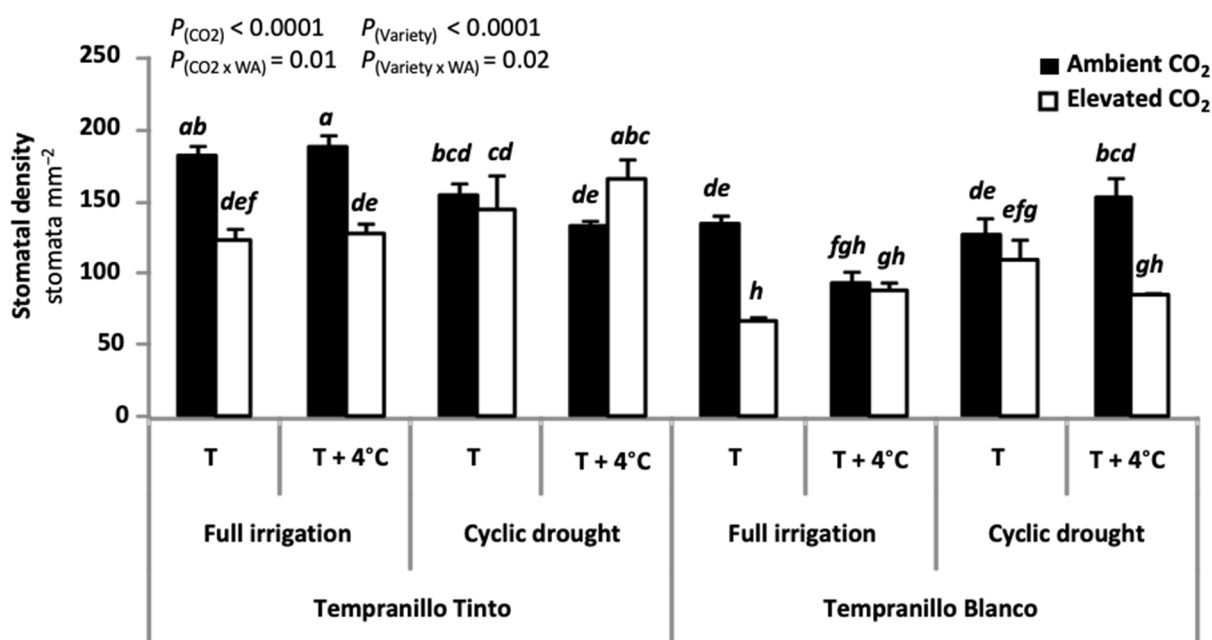 P(CO2) < 0.0001 P(Variety) < 0.0001
P(CO2 x WA) = 0.01 P(Variety x WA) = 0.02
Ambient CO2
Elevated CO2
Stomatal density
stomata mm−2
250
200
150
100
50
0
ab
def
a
de
bcd
cd
de
abc
de
h
fgh
gh
de
efg
bcd
gh
T T + 4°C T T + 4°C T T + 4°C T T + 4°C
Full irrigation Cyclic drought Full irrigation Cyclic drought
Tempranillo Tinto Tempranillo Blanco